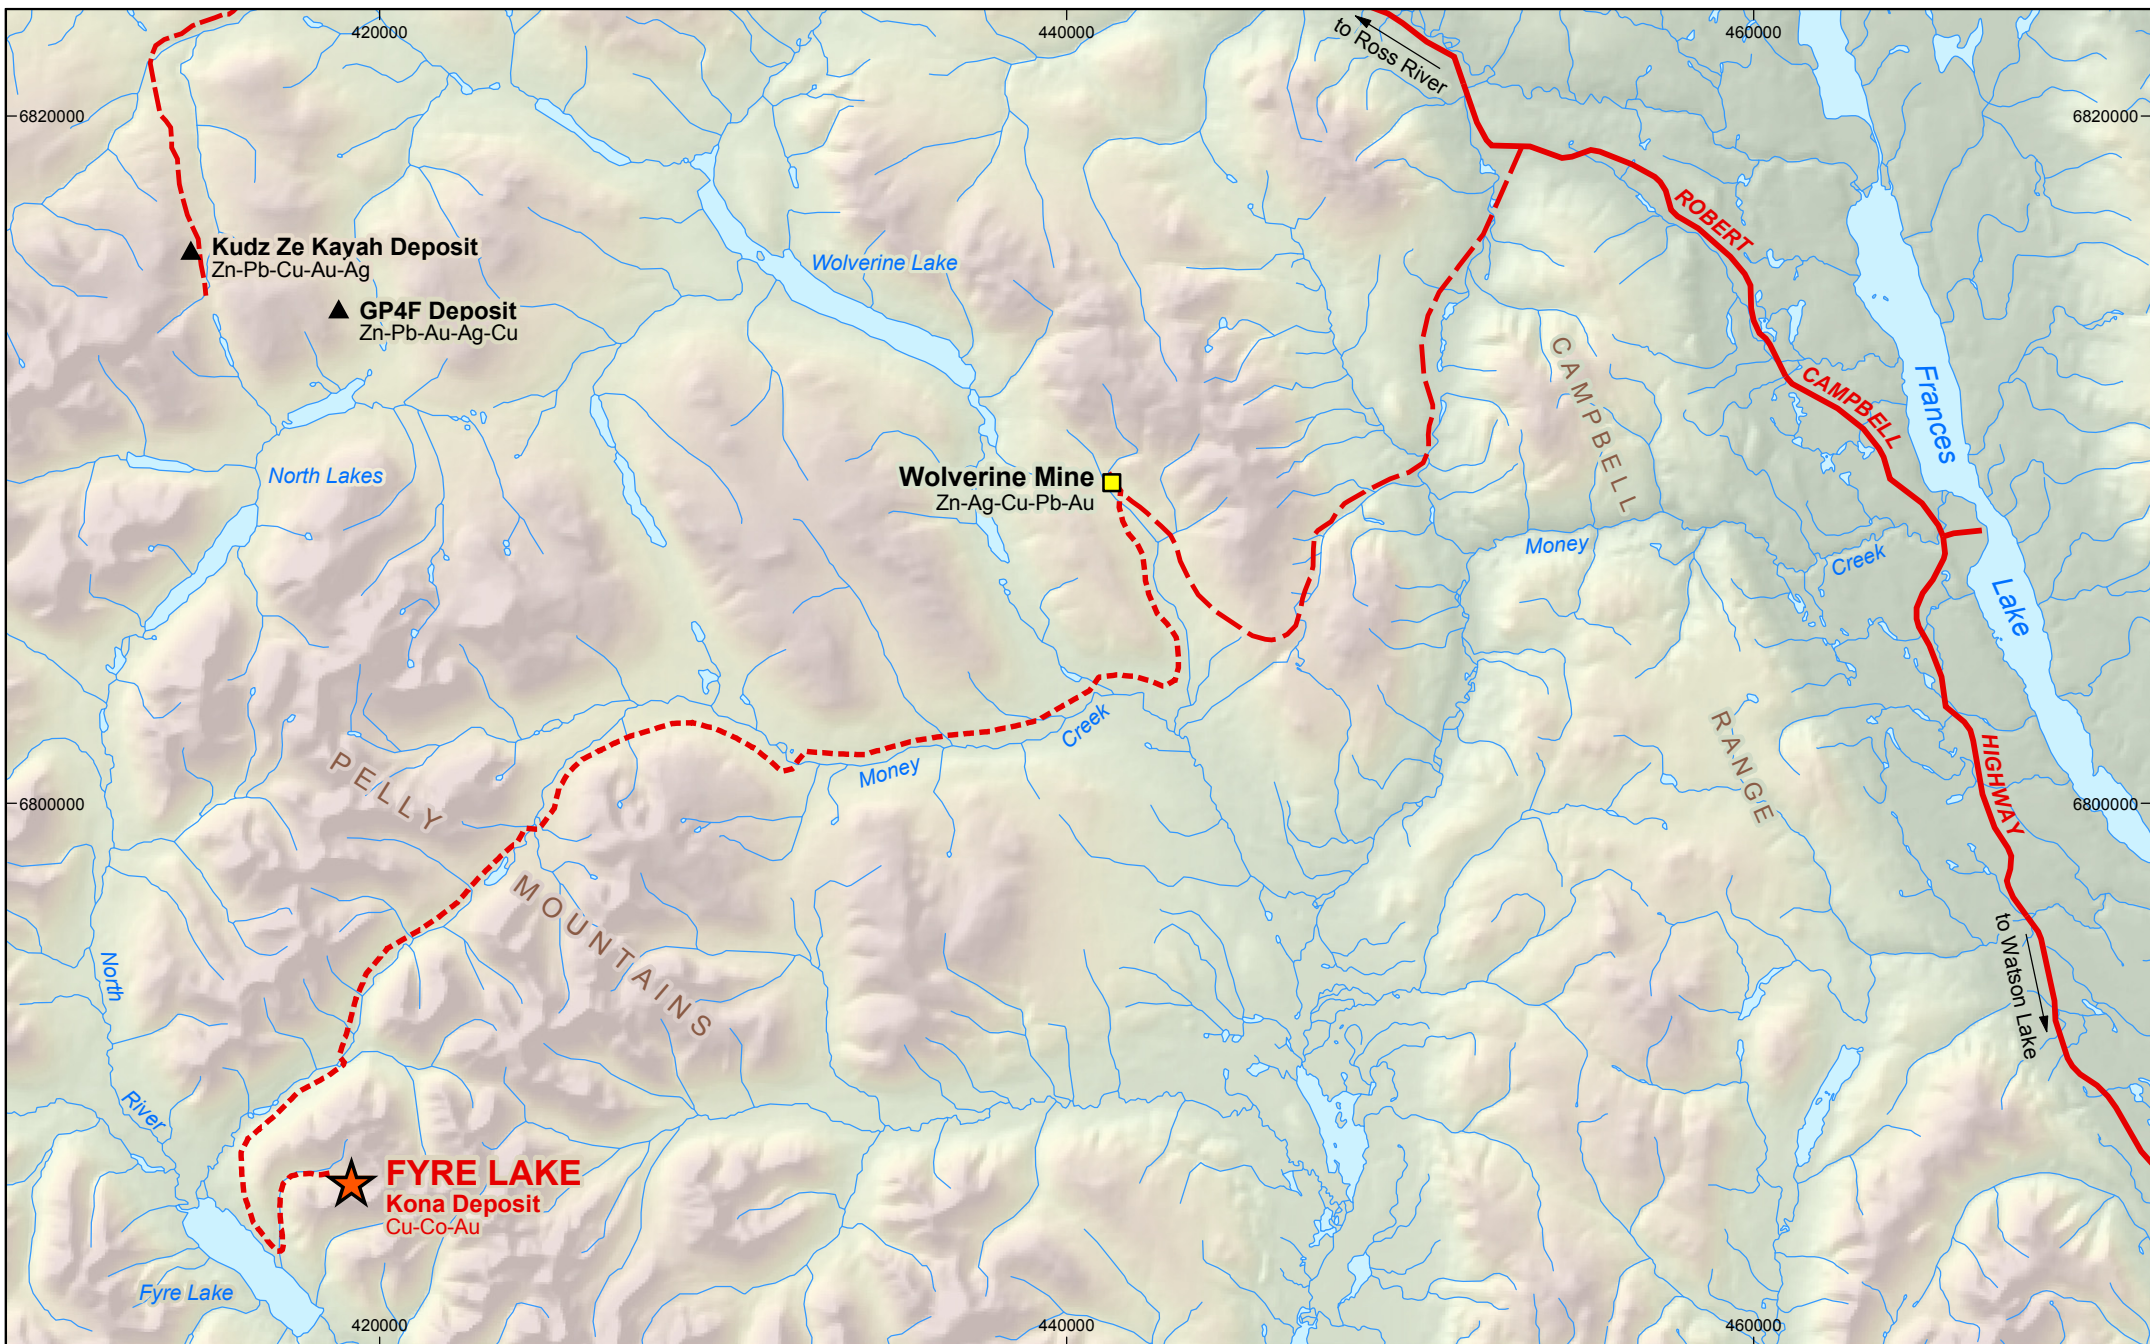 420000
440000
460000
to Ross River
6820000
6820000
ROBERT
Kudz Ze Kayah Deposit
Zn-Pb-Cu-Au-Ag
Wolverine Lake
GP4F Deposit
Zn-Pb-Au-Ag-Cu
CAMPBELL
CAMPBELL
Frances
North Lakes
Wolverine Mine
Zn-Ag-Cu-Pb-Au
Money
Creek
Lake
Creek
Money
PELLY
RANGE
HIGHWAY
6800000
6800000
MOUNTAINS
to Watson Lake
North
River
FYRE LAKE
Kona Deposit
Cu-Co-Au
Fyre Lake
420000
440000
460000